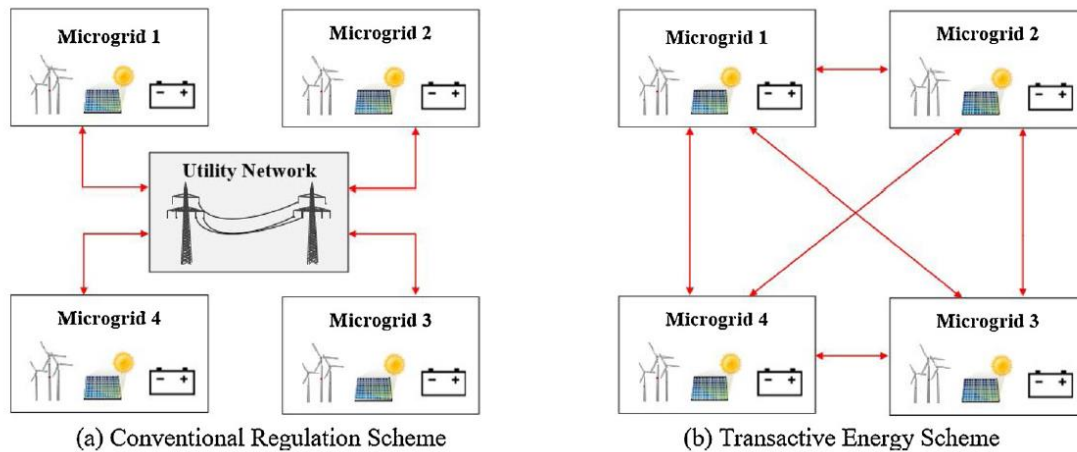 Microgrid 1
Microgrid 2
− +
− +
Utility Network
Microgrid 4
Microgrid 3
− +
− +
(a) Conventional Regulation Scheme
Microgrid 1
Microgrid 2
− +
− +
Microgrid 4
Microgrid 3
− +
− +
(b) Transactive Energy Scheme